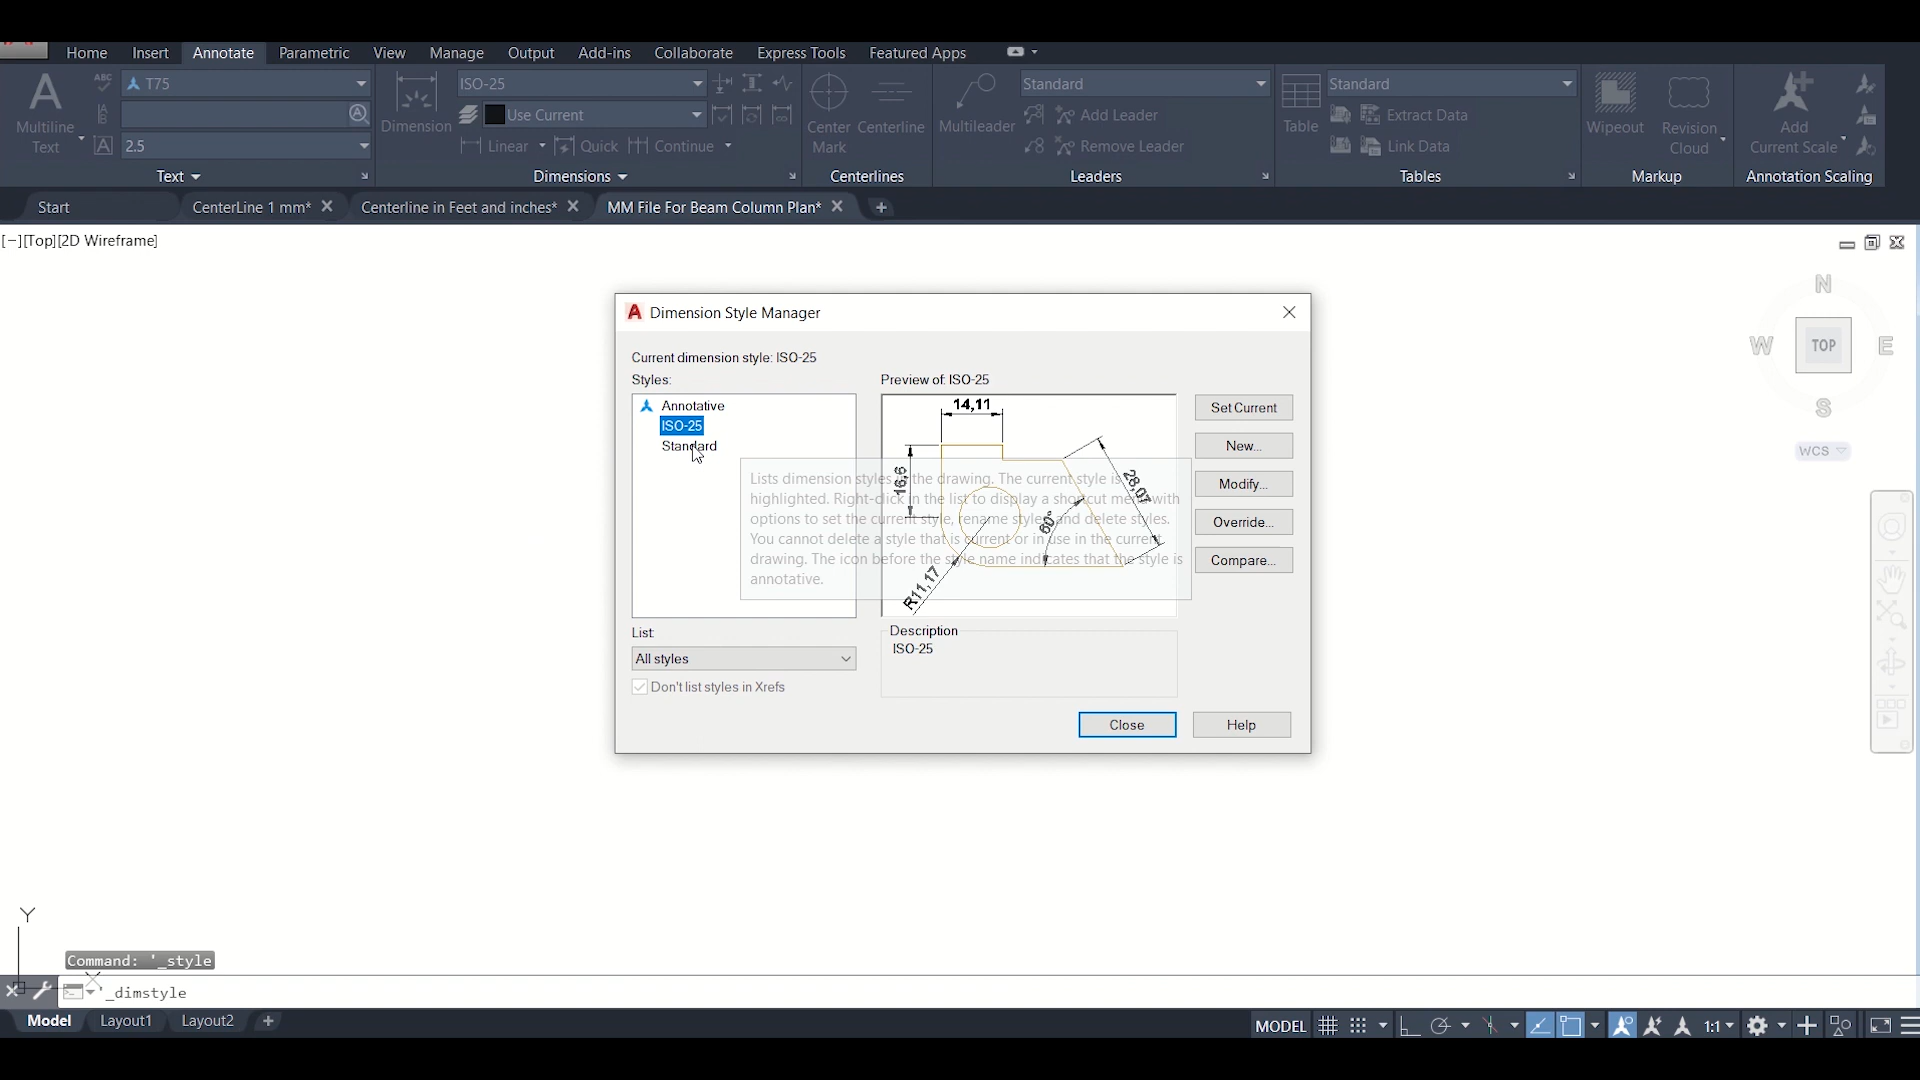 Home Insert Annotate Parametric View Manage Output Add-ins Collaborate Express Tools Featured Apps
ABC T75 ISO-25 Standard Standard
Use Current Add Leader Extract Data
Multiline Dimension Center Centerline Multileader Table Wipeout Revision Add
Text 2.5 Linear Quick Continue Mark Remove Leader Link Data Cloud Current Scale
Text Dimensions Centerlines Leaders Tables Markup Annotation Scaling
Start CenterLine 1 mm* Centerline in Feet and inches* MM File For Beam Column Plan*
[−][Top][2D Wireframe]
N
W TOP E
S
WCS
Dimension Style Manager
Current dimension style: ISO-25
Styles: Preview of: ISO-25
Annotative
ISO-25
Standard
14,11
16,6
28,07
60°
R11,17
Set Current
New...
Modify...
Override...
Compare...
Lists dimension styles in the drawing. The current style is
highlighted. Right-click in the list to display a shortcut menu with
options to set the current style, rename styles, and delete styles.
You cannot delete a style that is current or in use in the current
drawing. The icon before the style name indicates that the style is
annotative.
List:
All styles
Don't list styles in Xrefs
Description
ISO-25
Close Help
Y
X
Command: '_style
'_dimstyle
Model Layout1 Layout2
MODEL 1:1